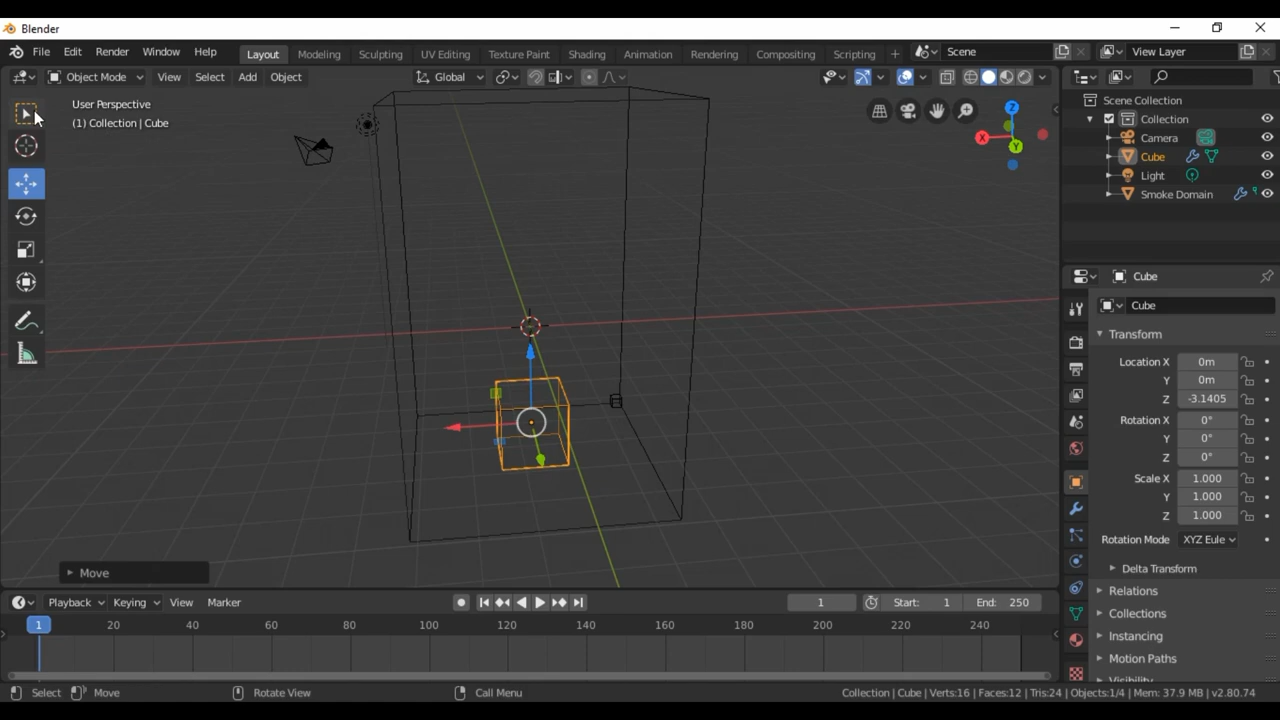 Blender
File Edit Render Window Help Layout Modeling Sculpting UV Editing Texture Paint Shading Animation Rendering Compositing Scripting + Scene View Layer
Object Mode View Select Add Object Global
User Perspective
(1) Collection | Cube
Z
X
Y
Scene Collection
Collection
Camera
Cube
Light
Smoke Domain
Cube
Cube
Transform
Location X 0m
Y 0m
Z -3.1405
Rotation X 0°
Y 0°
Z 0°
Scale X 1.000
Y 1.000
Z 1.000
Rotation Mode XYZ Eule
Delta Transform
Relations
Collections
Instancing
Motion Paths
Visibility
Move
Playback Keying View Marker 1 Start: 1 End: 250
1 20 40 60 80 100 120 140 160 180 200 220 240
Select Move Rotate View Call Menu Collection | Cube | Verts:16 | Faces:12 | Tris:24 | Objects:1/4 | Mem: 37.9 MB | v2.80.74